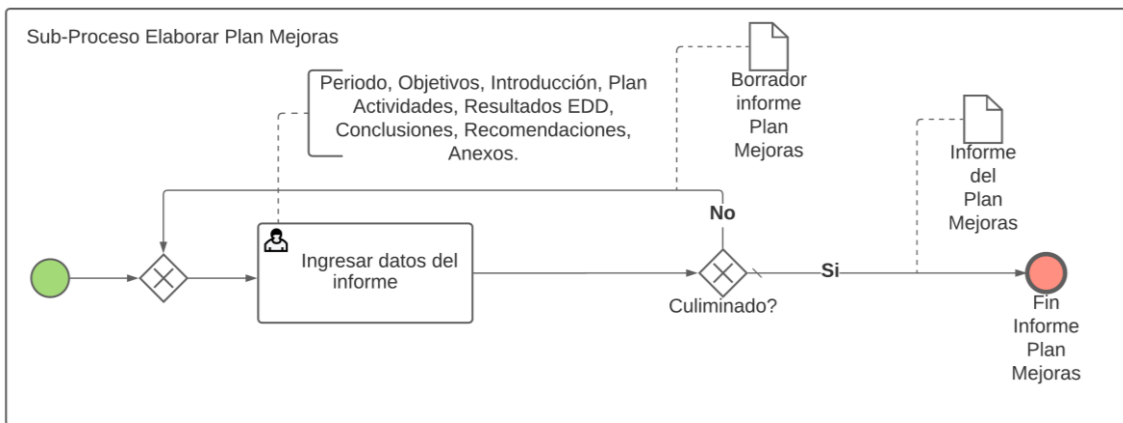 Sub-Proceso Elaborar Plan Mejoras
Periodo, Objetivos, Introducción, Plan
Actividades, Resultados EDD,
Conclusiones, Recomendaciones,
Anexos.
Borrador
informe
Plan
Mejoras
Informe
del
Plan
Mejoras
No
Ingresar datos del
informe
Si
Culiminado?
Fin
Informe
Plan
Mejoras